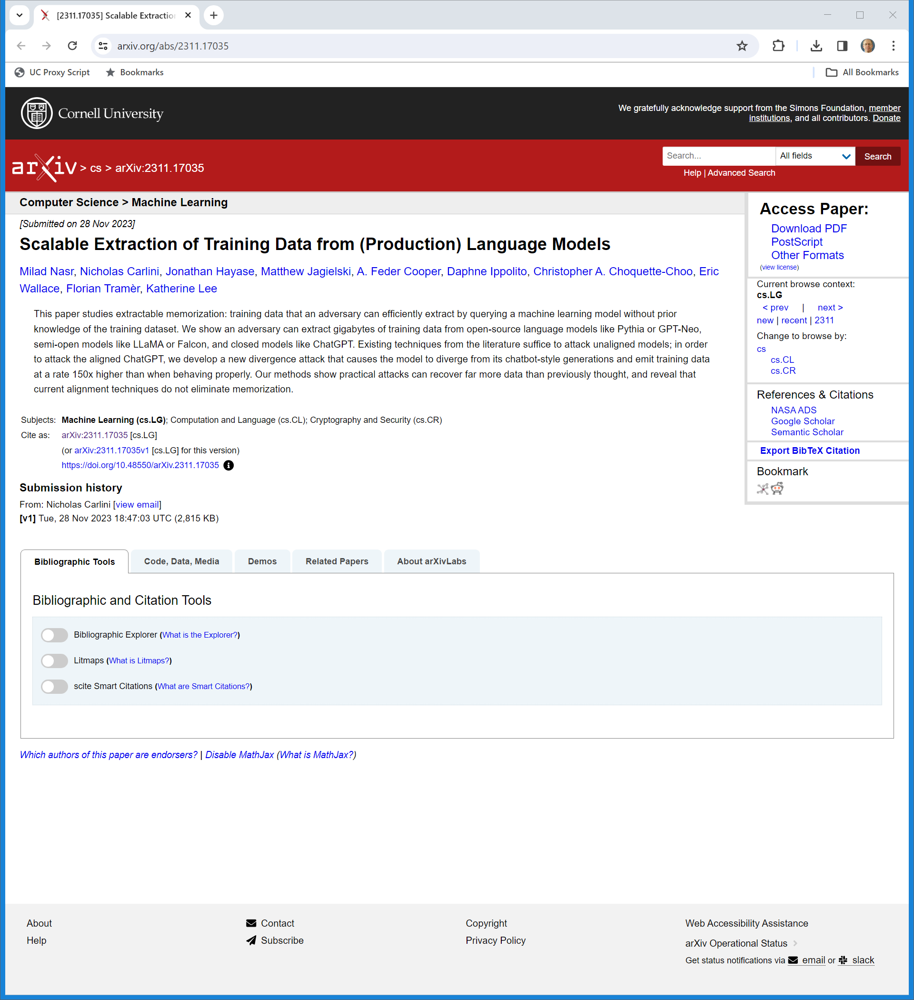 [2311.17035] Scalable Extraction
arxiv.org/abs/2311.17035
UC Proxy Script Bookmarks All Bookmarks
Cornell University
We gratefully acknowledge support from the Simons Foundation, member
institutions, and all contributors. Donate
arXiv > cs > arXiv:2311.17035
Search... All fields Search
Help | Advanced Search
Computer Science > Machine Learning
[Submitted on 28 Nov 2023]
Scalable Extraction of Training Data from (Production) Language Models
Milad Nasr, Nicholas Carlini, Jonathan Hayase, Matthew Jagielski, A. Feder Cooper, Daphne Ippolito, Christopher A. Choquette-Choo, Eric
Wallace, Florian Tramèr, Katherine Lee
This paper studies extractable memorization: training data that an adversary can efficiently extract by querying a machine learning model without prior
knowledge of the training dataset. We show an adversary can extract gigabytes of training data from open-source language models like Pythia or GPT-Neo,
semi-open models like LLaMA or Falcon, and closed models like ChatGPT. Existing techniques from the literature suffice to attack unaligned models; in order
to attack the aligned ChatGPT, we develop a new divergence attack that causes the model to diverge from its chatbot-style generations and emit training data
at a rate 150x higher than when behaving properly. Our methods show practical attacks can recover far more data than previously thought, and reveal that
current alignment techniques do not eliminate memorization.
Subjects: Machine Learning (cs.LG); Computation and Language (cs.CL); Cryptography and Security (cs.CR)
Cite as: arXiv:2311.17035 [cs.LG]
(or arXiv:2311.17035v1 [cs.LG] for this version)
https://doi.org/10.48550/arXiv.2311.17035
Submission history
From: Nicholas Carlini [view email]
[v1] Tue, 28 Nov 2023 18:47:03 UTC (2,815 KB)
Access Paper:
Download PDF
PostScript
Other Formats
(view license)
Current browse context:
cs.LG
< prev | next >
new | recent | 2311
Change to browse by:
cs
cs.CL
cs.CR
References & Citations
NASA ADS
Google Scholar
Semantic Scholar
Export BibTeX Citation
Bookmark
Bibliographic Tools Code, Data, Media Demos Related Papers About arXivLabs
Bibliographic and Citation Tools
Bibliographic Explorer (What is the Explorer?)
Litmaps (What is Litmaps?)
scite Smart Citations (What are Smart Citations?)
Which authors of this paper are endorsers? | Disable MathJax (What is MathJax?)
About
Help
Contact
Subscribe
Copyright
Privacy Policy
Web Accessibility Assistance
arXiv Operational Status
Get status notifications via email or slack